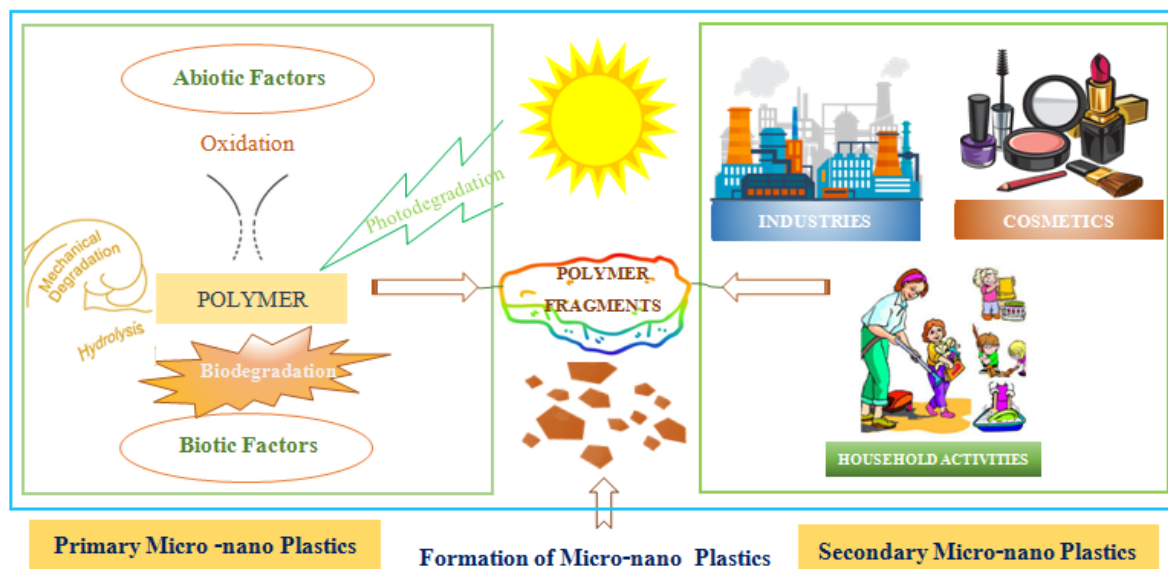 Abiotic Factors
Oxidation
Photodegradation
Mechanical
Degradation
Hydrolysis
POLYMER
Biodegradation
Biotic Factors
POLYMER
FRAGMENTS
INDUSTRIES
COSMETICS
HOUSEHOLD ACTIVITIES
Primary Micro -nano Plastics
Formation of Micro-nano Plastics
Secondary Micro-nano Plastics